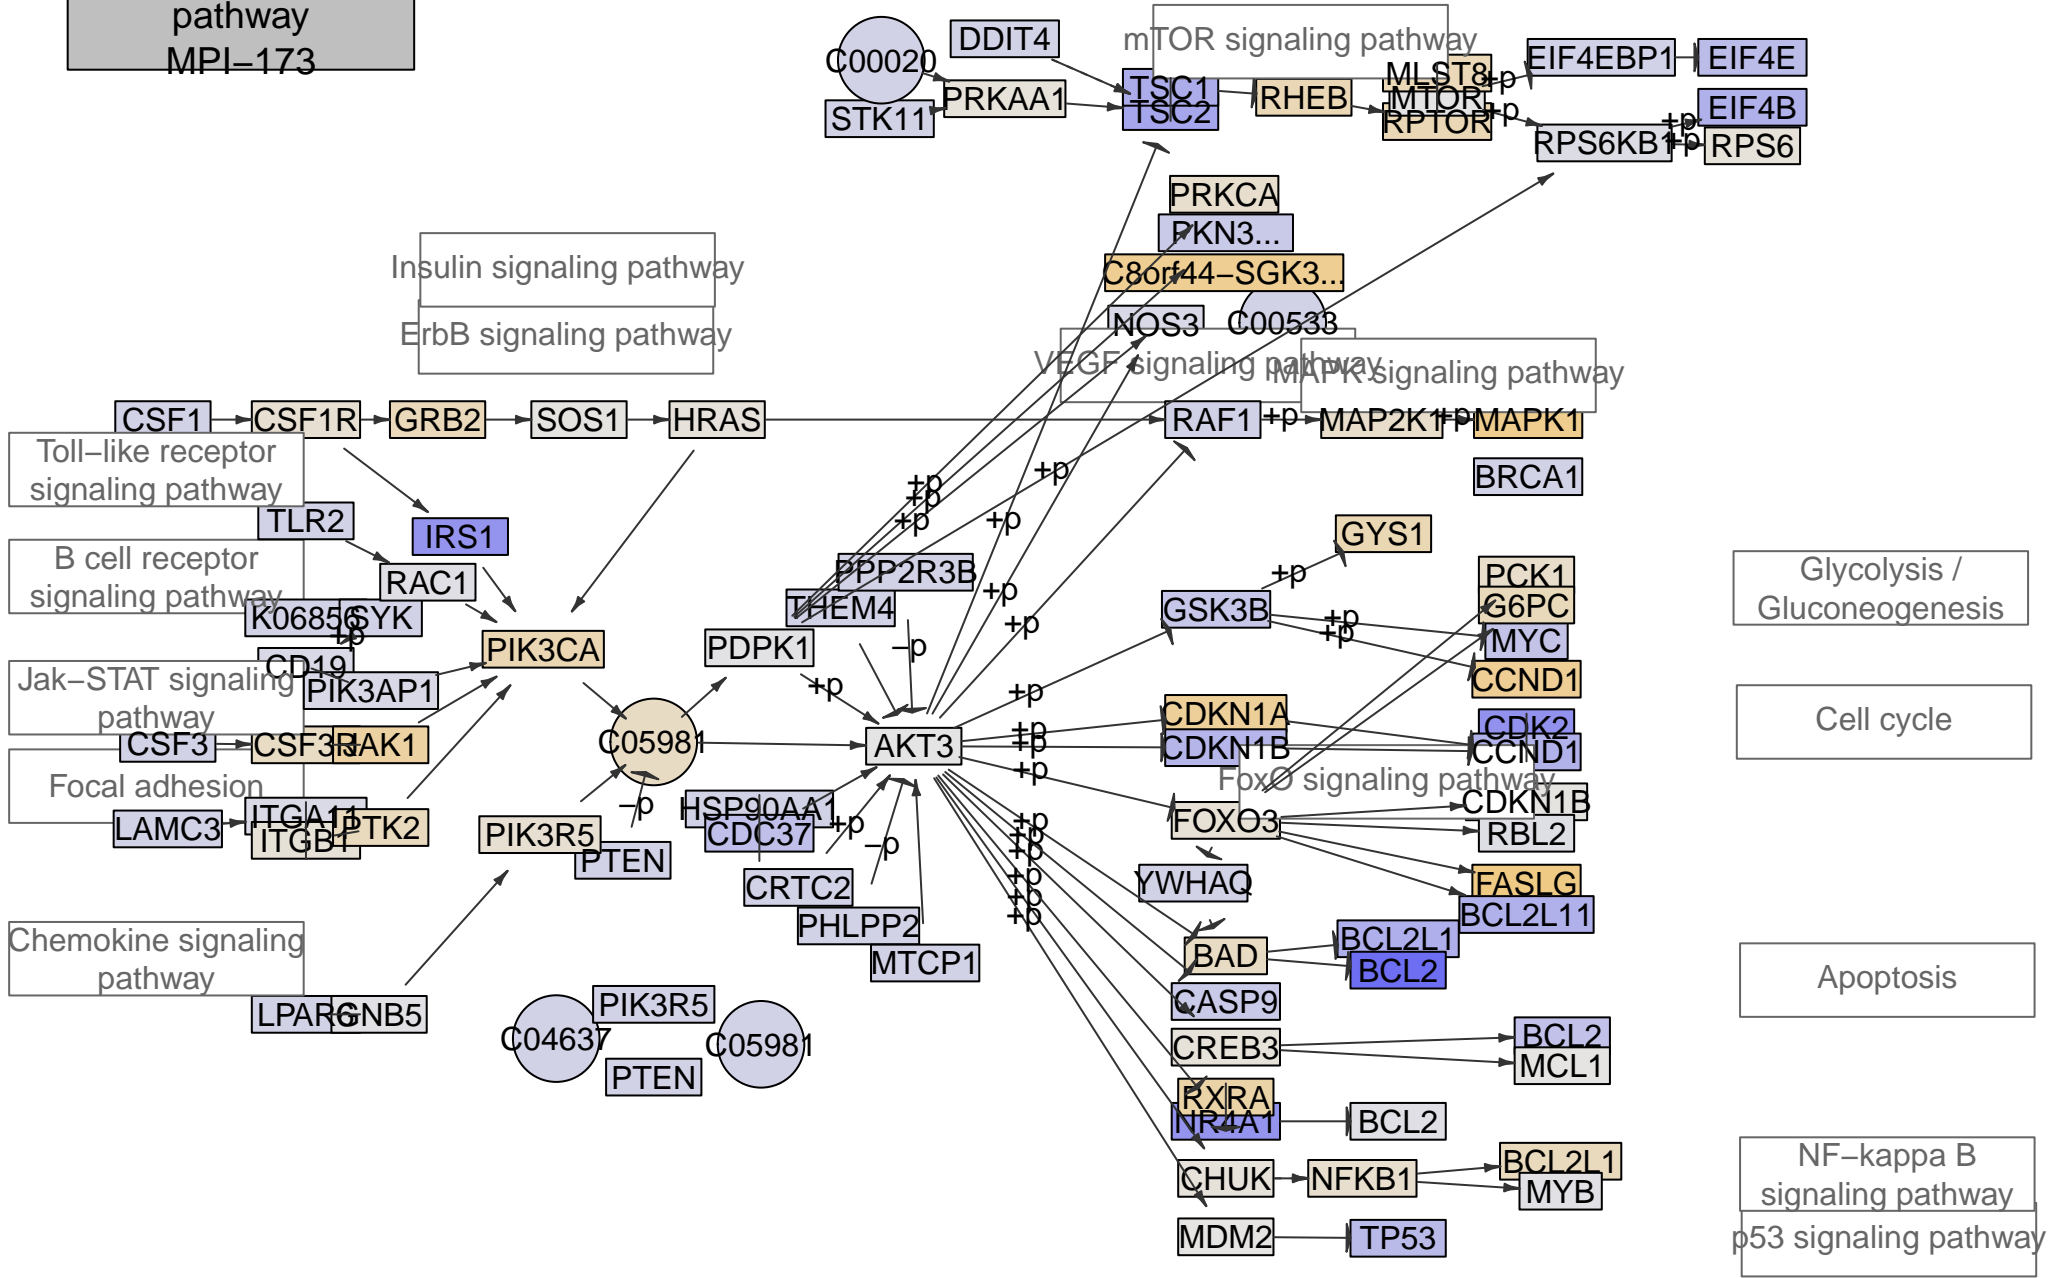 pathway
MPI−173
DDIT4
mTOR signaling pathway
C00020
EIF4EBP1
EIF4E
MLST8
+p
TSC1
RHEB
MTOR
PRKAA1
STK11
TSC2
RPTOR
+p
EIF4B
+p
RPS6KB1
+p
RPS6
PRKCA
PKN3...
C8orf44−SGK3...
Insulin signaling pathway
NOS3
C00533
ErbB signaling pathway
VEGF signaling pathway
MAPK signaling pathway
CSF1
CSF1R
GRB2
SOS1
HRAS
RAF1
+p
MAP2K1
+p
MAPK1
Toll−like receptor
signaling pathway
+p
+p
+p
+p
+p
BRCA1
TLR2
IRS1
GYS1
B cell receptor
signaling pathway
RAC1
PPP2R3B
THEM4
+p
+p
PCK1
G6PC
Glycolysis /
Gluconeogenesis
K06856
SYK
+p
GSK3B
+p
+p
+p
MYC
CD19
PIK3CA
PDPK1
−p
Jak−STAT signaling
pathway
PIK3AP1
+p
+p
CCND1
CDKN1A
CDK2
Cell cycle
CSF3
CSF3R
JAK1
C05981
AKT3
+p
+p
CDKN1B
CCND1
+p
FoxO signaling pathway
Focal adhesion
ITGA11
−p
HSP90AA1
CDKN1B
LAMC3
ITGB1
PTK2
PIK3R5
CDC37
+p
+p
FOXO3
RBL2
PTEN
−p
+p
+p
CRTC2
+p
YWHAQ
FASLG
+p
+p
PHLPP2
BCL2L11
Chemokine signaling
pathway
MTCP1
BAD
BCL2L1
BCL2
Apoptosis
LPAR6
GNB5
PIK3R5
CASP9
C04637
C05981
CREB3
BCL2
PTEN
MCL1
RXRA
NR4A1
BCL2
CHUK
NFKB1
BCL2L1
MYB
NF−kappa B
signaling pathway
MDM2
TP53
p53 signaling pathway